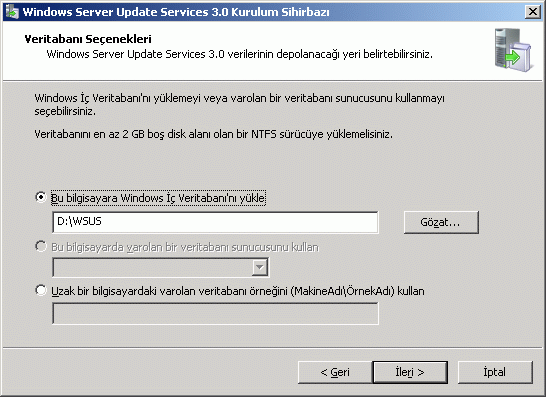 Windows Server Update Services 3.0 Kurulum Sihirbazı
Veritabanı Seçenekleri
Windows Server Update Services 3.0 verilerinin depolanacağı yeri belirtebilirsiniz.
Windows İç Veritabanı'nı yüklemeyi veya varolan bir veritabanı sunucusunu kullanmayı
seçebilirsiniz.
Veritabanını en az 2 GB boş disk alanı olan bir NTFS sürücüye yüklemelisiniz.
Bu bilgisayara Windows İç Veritabanı'nı yükle
D:\WSUS
Gözat...
Bu bilgisayarda varolan bir veritabanı sunucusunu kullan
Uzak bir bilgisayardaki varolan veritabanı örneğini (MakineAdı\ÖrnekAdı) kullan
< Geri
İleri >
İptal